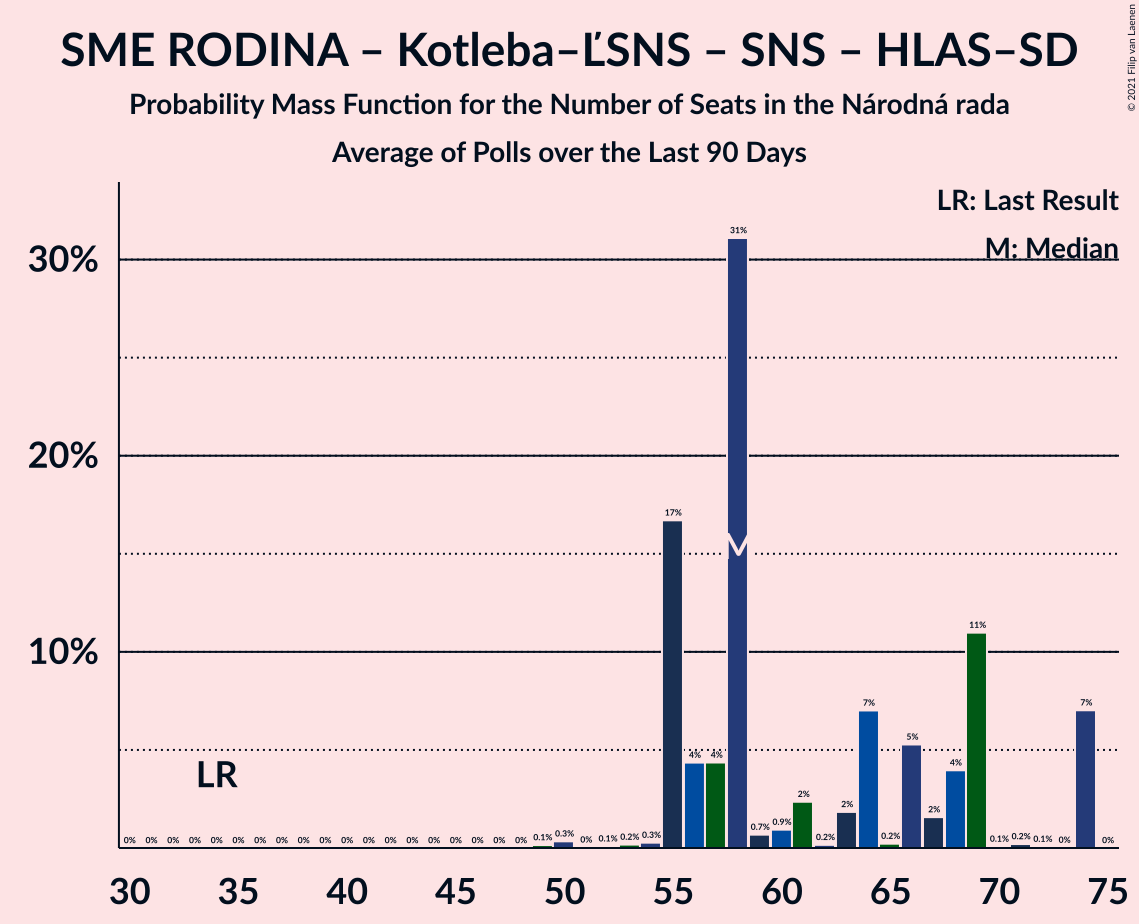 SME RODINA – Kotleba–ĽSNS – SNS – HLAS–SD
Probability Mass Function for the Number of Seats in the Národná rada
Average of Polls over the Last 90 Days
© 2021 Filip van Laenen
LR: Last Result
M: Median
30%
20%
10%
LR
M
0% 0% 0% 0% 0% 0% 0% 0% 0% 0% 0% 0% 0% 0% 0% 0% 0% 0% 0% 0.1% 0.3% 0% 0.1% 0.2% 0.3% 17% 4% 4% 31% 0.7% 0.9% 2% 0.2% 2% 7% 0.2% 5% 2% 4% 11% 0.1% 0.2% 0.1% 0% 7% 0%
30 35 40 45 50 55 60 65 70 75